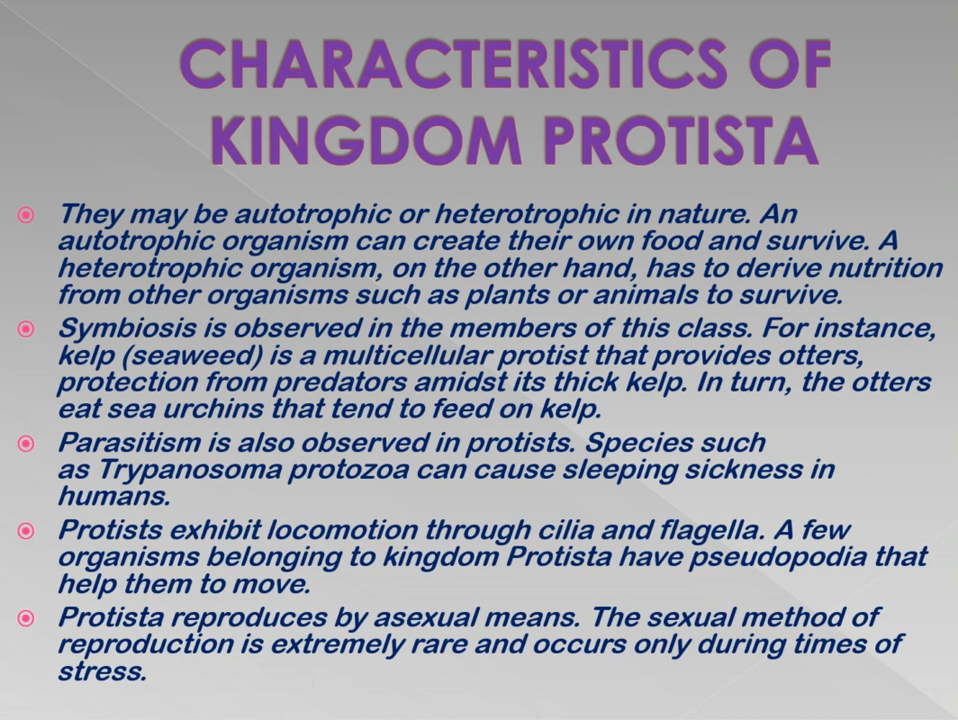 CHARACTERISTICS OF
KINGDOM PROTISTA
They may be autotrophic or heterotrophic in nature. An
autotrophic organism can create their own food and survive. A
heterotrophic organism, on the other hand, has to derive nutrition
from other organisms such as plants or animals to survive.
Symbiosis is observed in the members of this class. For instance,
kelp (seaweed) is a multicellular protist that provides otters,
protection from predators amidst its thick kelp. In turn, the otters
eat sea urchins that tend to feed on kelp.
Parasitism is also observed in protists. Species such
as Trypanosoma protozoa can cause sleeping sickness in
humans.
Protists exhibit locomotion through cilia and flagella. A few
organisms belonging to kingdom Protista have pseudopodia that
help them to move.
Protista reproduces by asexual means. The sexual method of
reproduction is extremely rare and occurs only during times of
stress.